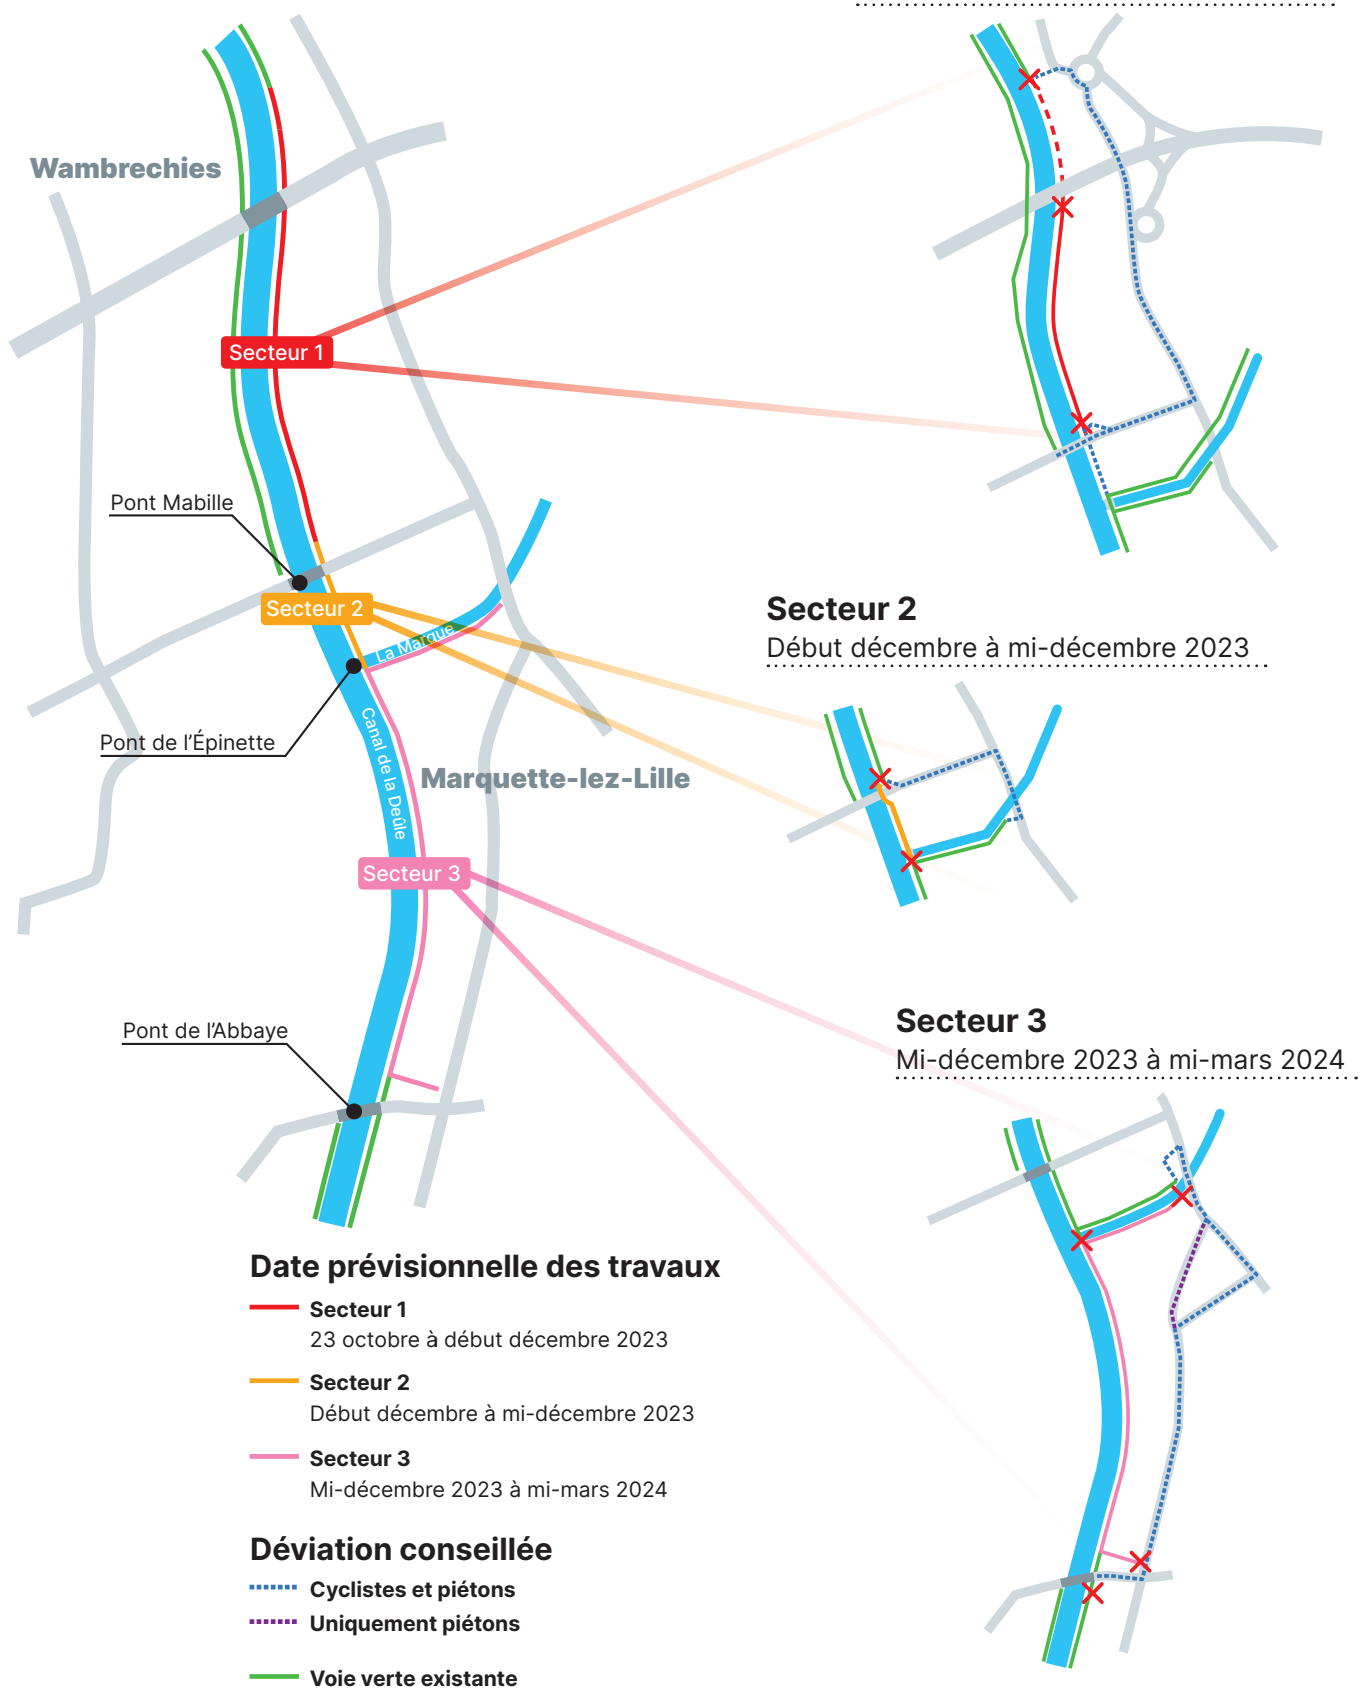 Wambrechies
Secteur 1
Pont Mabille
Secteur 2
La Marque
Pont de l'Épinette
Canal de la Deûle
Marquette-lez-Lille
Secteur 3
Pont de l'Abbaye
Secteur 2
Début décembre à mi-décembre 2023
Secteur 3
Mi-décembre 2023 à mi-mars 2024
Date prévisionnelle des travaux
Secteur 1
23 octobre à début décembre 2023
Secteur 2
Début décembre à mi-décembre 2023
Secteur 3
Mi-décembre 2023 à mi-mars 2024
Déviation conseillée
Cyclistes et piétons
Uniquement piétons
Voie verte existante